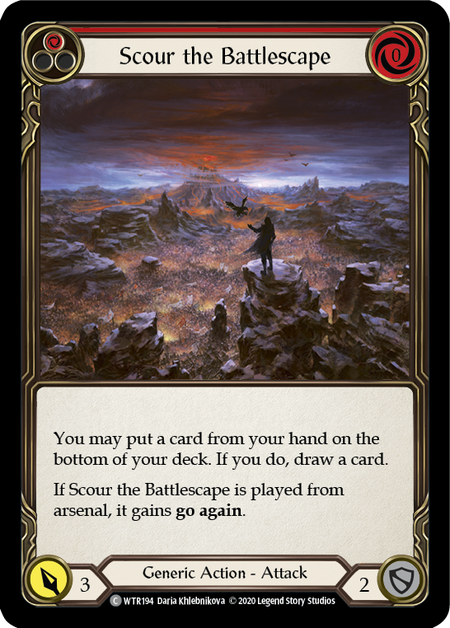 Scour the Battlescape
0
You may put a card from your hand on the
bottom of your deck. If you do, draw a card.
If Scour the Battlescape is played from
arsenal, it gains go again.
3
Generic Action - Attack
2
C WTR194 Daria Khlebnikova © 2020 Legend Story Studios